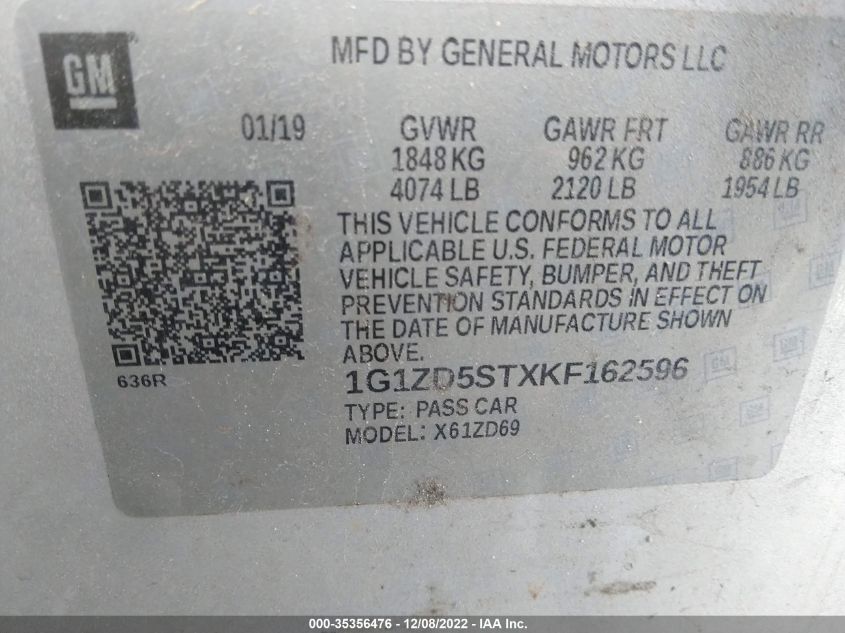 GM
MFD BY GENERAL MOTORS LLC
01/19
GVWR GAWR FRT GAWR RR
1848 KG 962 KG 886 KG
4074 LB 2120 LB 1954 LB
THIS VEHICLE CONFORMS TO ALL
APPLICABLE U.S. FEDERAL MOTOR
VEHICLE SAFETY, BUMPER, AND THEFT
PREVENTION STANDARDS IN EFFECT ON
THE DATE OF MANUFACTURE SHOWN
ABOVE.
636R
1G1ZD5STXKF162596
TYPE: PASS CAR
MODEL: X61ZD69
000-35356476 - 12/08/2022 - IAA Inc.